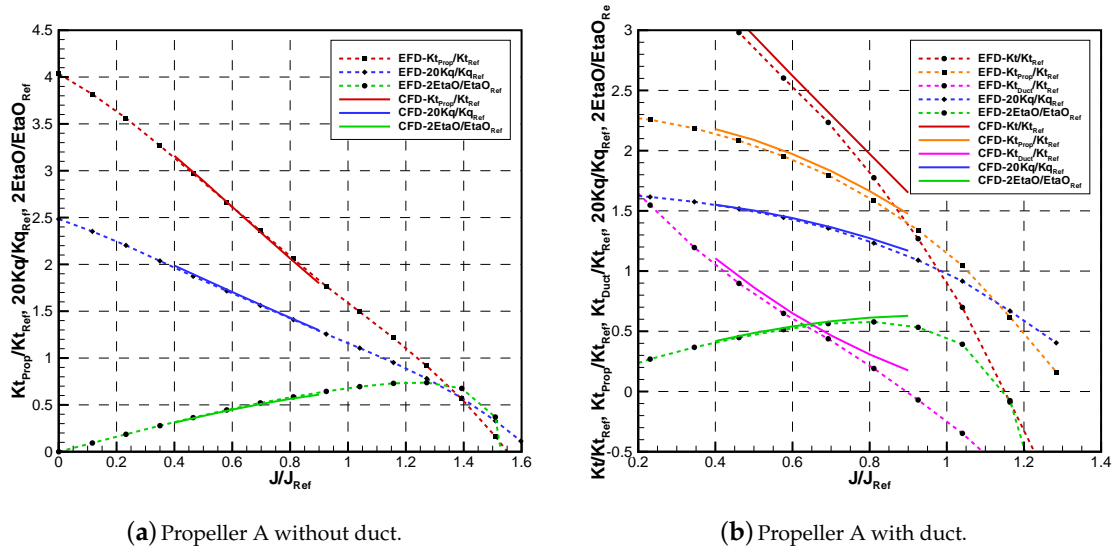 Kt_Prop/Kt_Ref, 20Kq/Kq_Ref, 2EtaO/EtaO_Ref
4.5
4
3.5
3
2.5
2
1.5
1
0.5
0
0
0.2
0.4
0.6
0.8
1
1.2
1.4
1.6
J/J_Ref
EFD-Kt_Prop/Kt_Ref
EFD-20Kq/Kq_Ref
EFD-2EtaO/EtaO_Ref
CFD-Kt_Prop/Kt_Ref
CFD-20Kq/Kq_Ref
CFD-2EtaO/EtaO_Ref
(a) Propeller A without duct.
Kt/Kt_Ref, Kt_Prop/Kt_Ref, Kt_Duct/Kt_Ref, 20Kq/Kq_Ref, 2EtaO/EtaO_Re
3
2.5
2
1.5
1
0.5
0
-0.5
0.2
0.4
0.6
0.8
1
1.2
1.4
J/J_Ref
EFD-Kt/Kt_Ref
EFD-Kt_Prop/Kt_Ref
EFD-Kt_Duct/Kt_Ref
EFD-20Kq/Kq_Ref
EFD-2EtaO/EtaO_Ref
CFD-Kt/Kt_Ref
CFD-Kt_Prop/Kt_Ref
CFD-Kt_Duct/Kt_Ref
CFD-20Kq/Kq_Ref
CFD-2EtaO/EtaO_Ref
(b) Propeller A with duct.